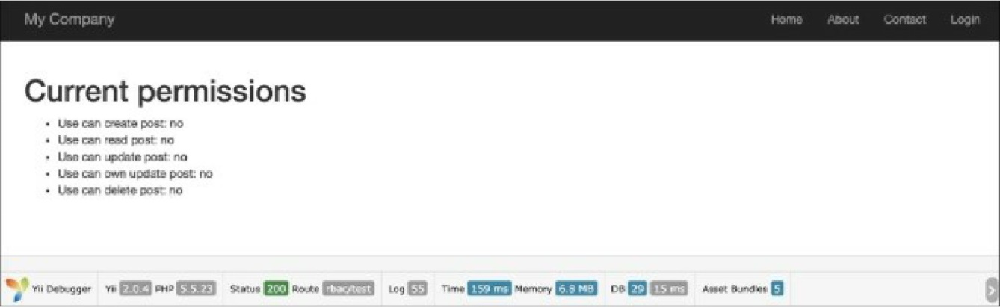 My Company Home About Contact Login
Current permissions
• Use can create post: no
• Use can read post: no
• Use can update post: no
• Use can own update post: no
• Use can delete post: no
Yii Debugger Yii 2.0.4 PHP 5.5.23 Status 200 Route rbac/test Log 55 Time 159 ms Memory 6.8 MB DB 29 15 ms Asset Bundles 5